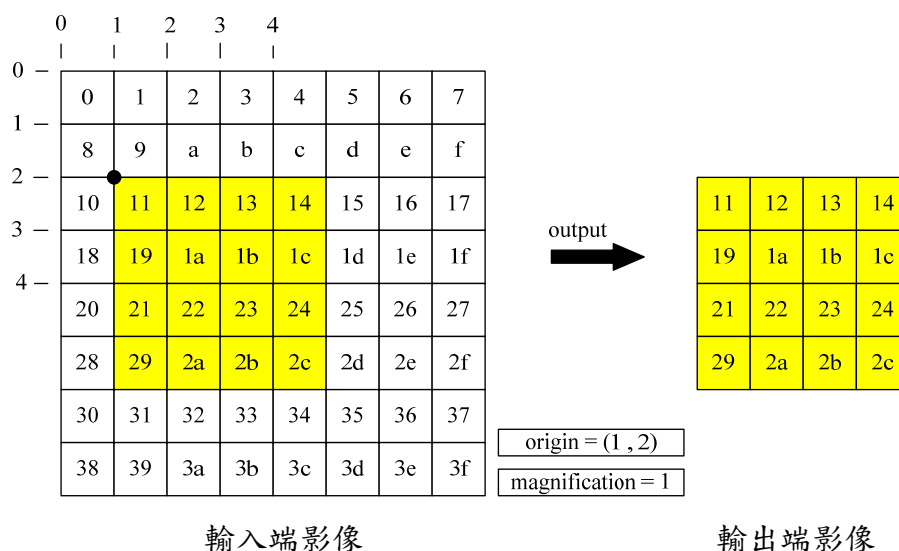 0 1 2 3 4
0
0 1 2 3 4 5 6 7
1
8 9 a b c d e f
2
10 11 12 13 14 15 16 17
11 12 13 14
3
output
18 19 1a 1b 1c 1d 1e 1f
19 1a 1b 1c
4
20 21 22 23 24 25 26 27
21 22 23 24
28 29 2a 2b 2c 2d 2e 2f
29 2a 2b 2c
30 31 32 33 34 35 36 37
origin = (1 , 2)
38 39 3a 3b 3c 3d 3e 3f
magnification = 1
輸入端影像
輸出端影像